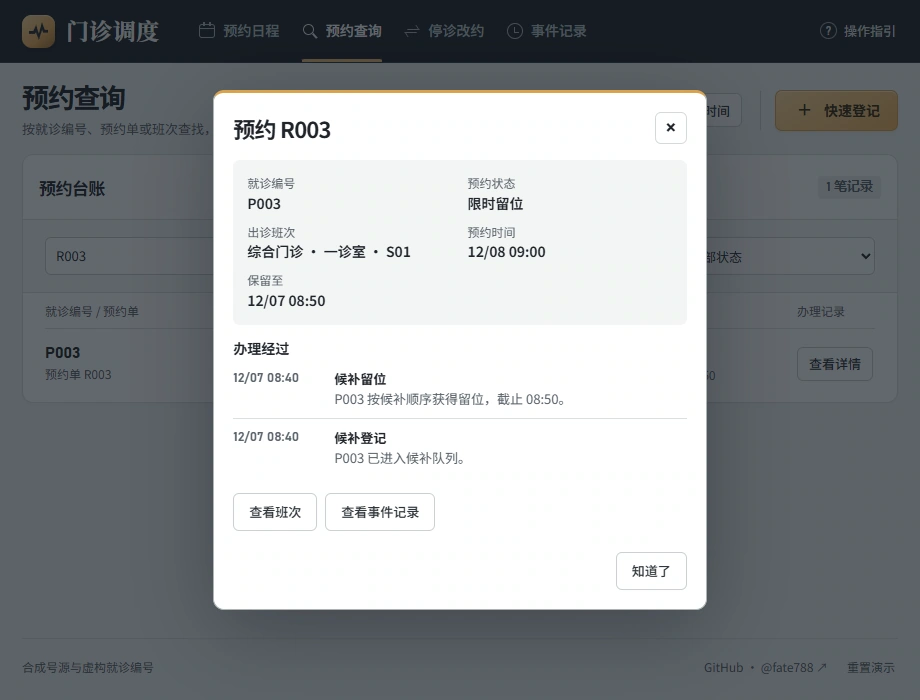 门诊调度
预约日程
预约查询
停诊改约
事件记录
操作指引
预约查询
按就诊编号、预约单或班次查找，
时间
＋ 快速登记
预约台账
1 笔记录
R003
部状态
就诊编号 / 预约单
办理记录
P003
预约单 R003
查看详情
预约 R003
×
就诊编号
预约状态
P003
限时留位
出诊班次
预约时间
综合门诊 · 一诊室 · S01
12/08 09:00
保留至
12/07 08:50
办理经过
12/07 08:40
候补留位
P003 按候补顺序获得留位，截止 08:50。
12/07 08:40
候补登记
P003 已进入候补队列。
查看班次
查看事件记录
知道了
合成号源与虚构就诊编号
GitHub · @fate788 ↗
重置演示